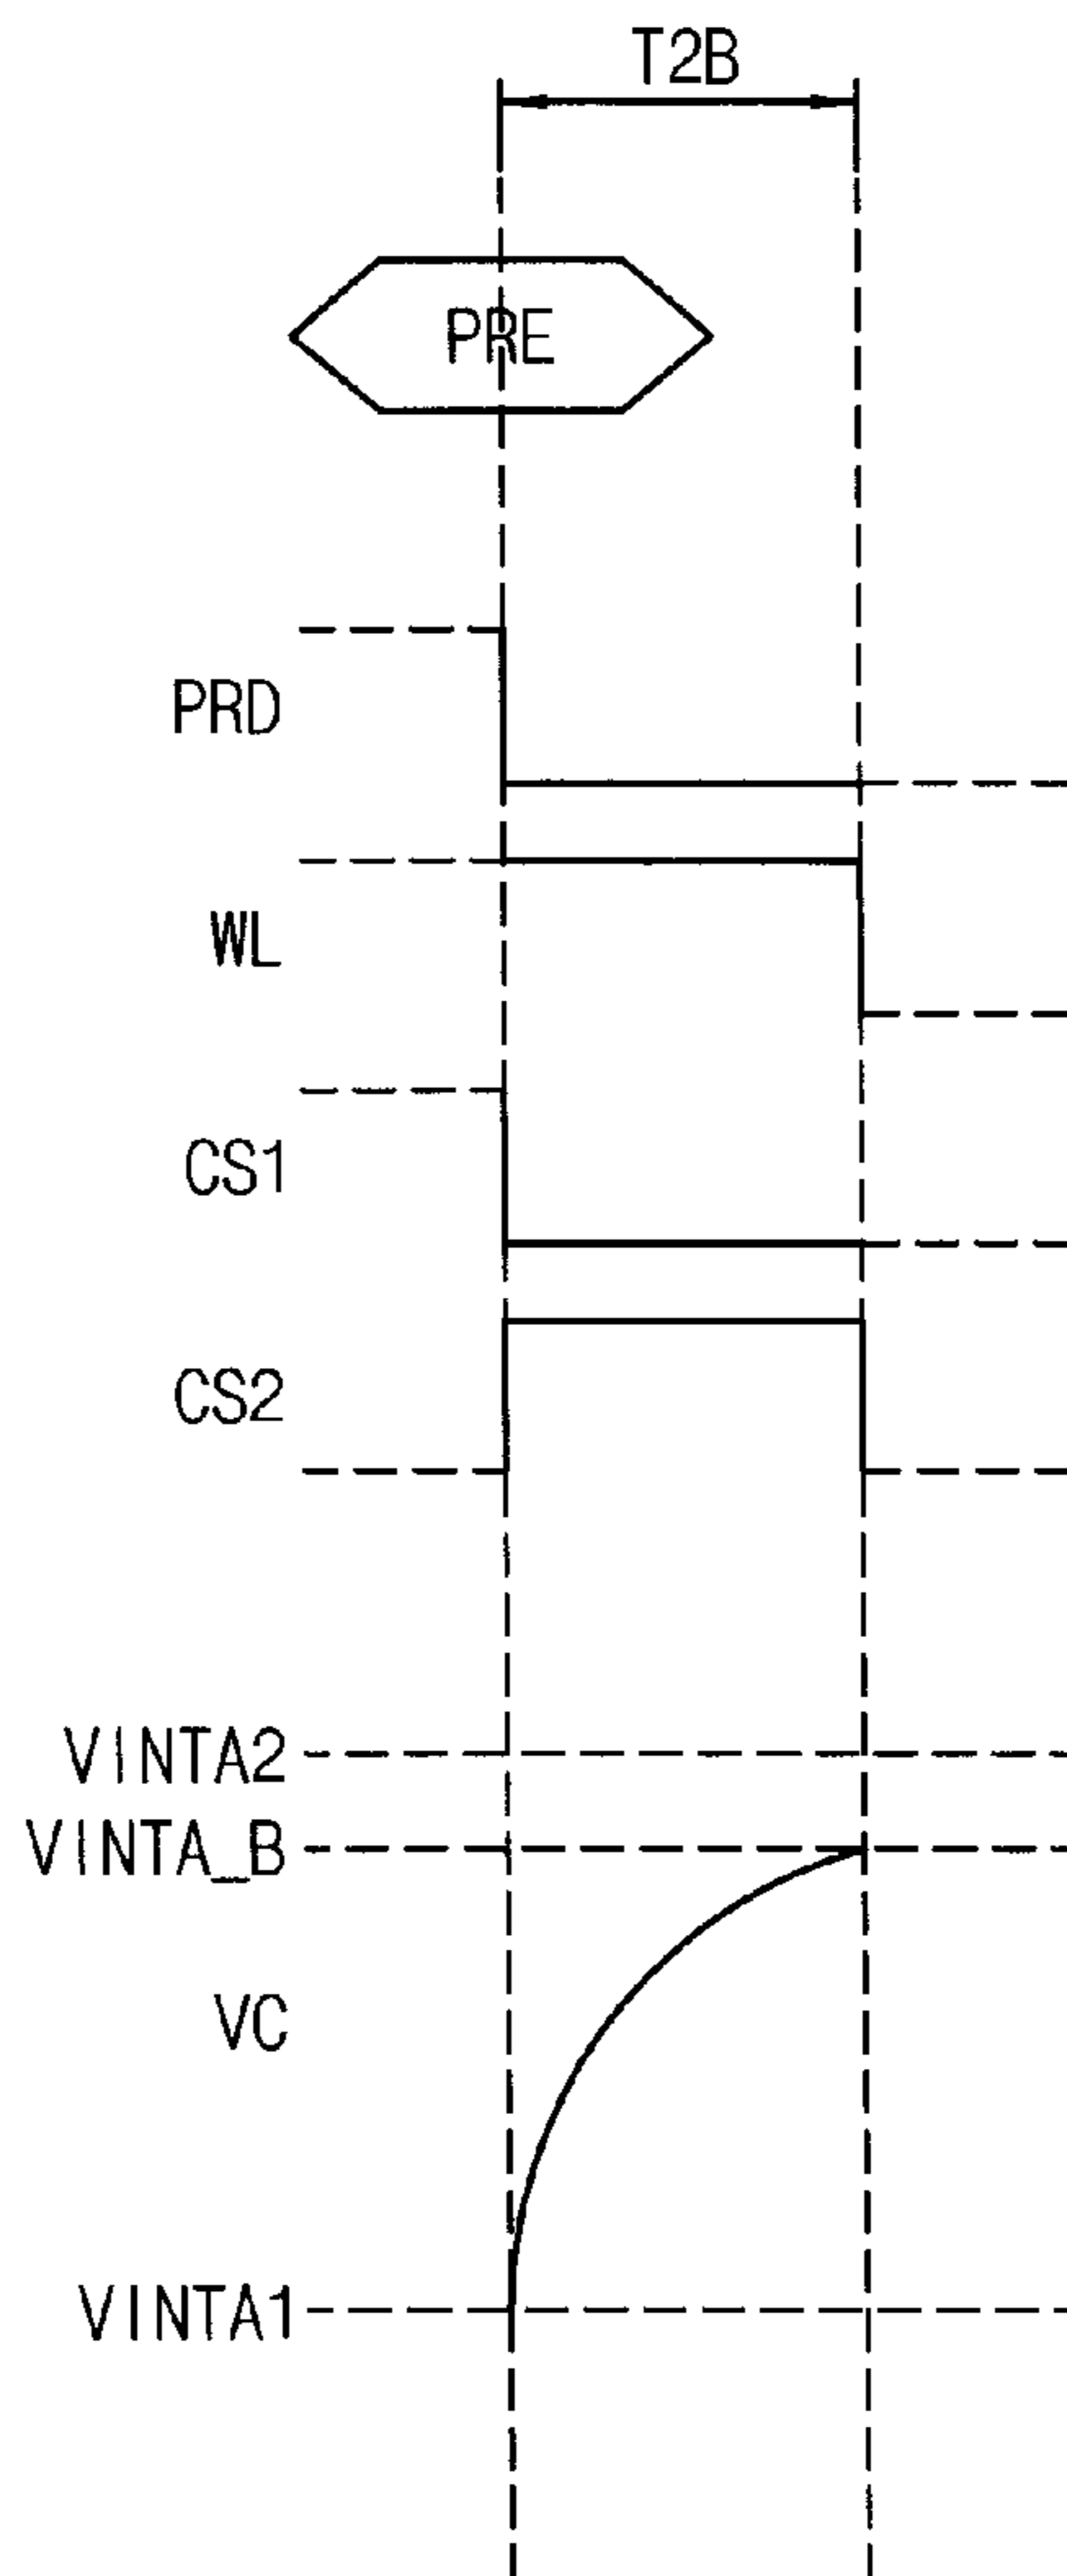 T2B
PRE
PRD
WL
CS1
CS2
VINTA2
VINTA_B
VC
VINTA1